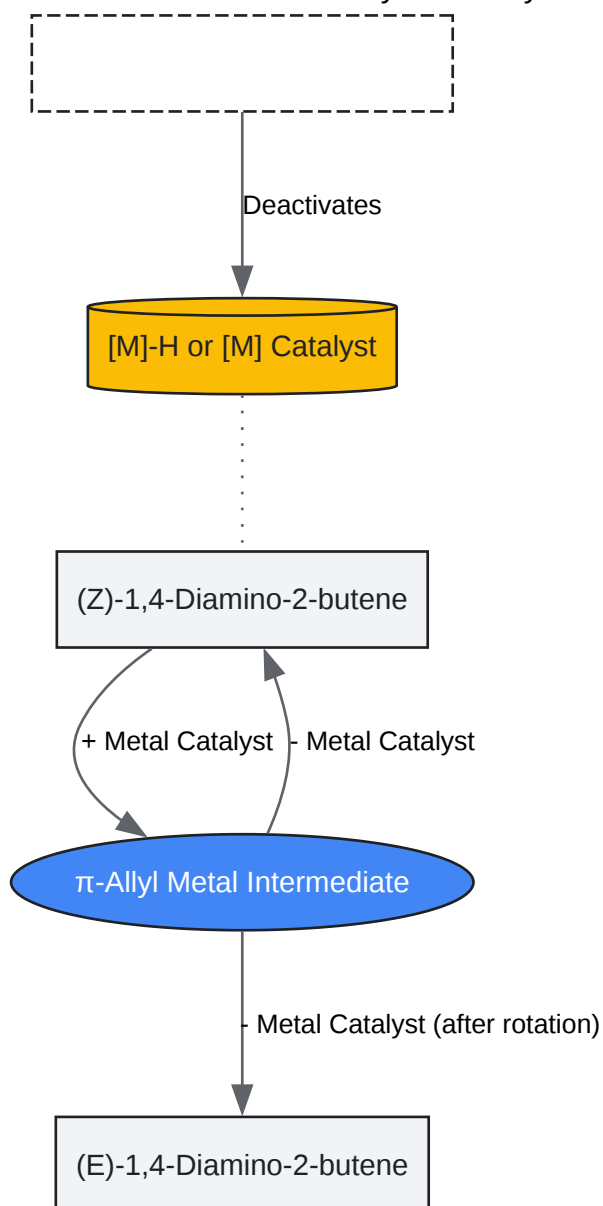 Deactivates
[M]-H or [M] Catalyst
(Z)-1,4-Diamino-2-butene
+ Metal Catalyst
- Metal Catalyst
π-Allyl Metal Intermediate
- Metal Catalyst (after rotation)
(E)-1,4-Diamino-2-butene